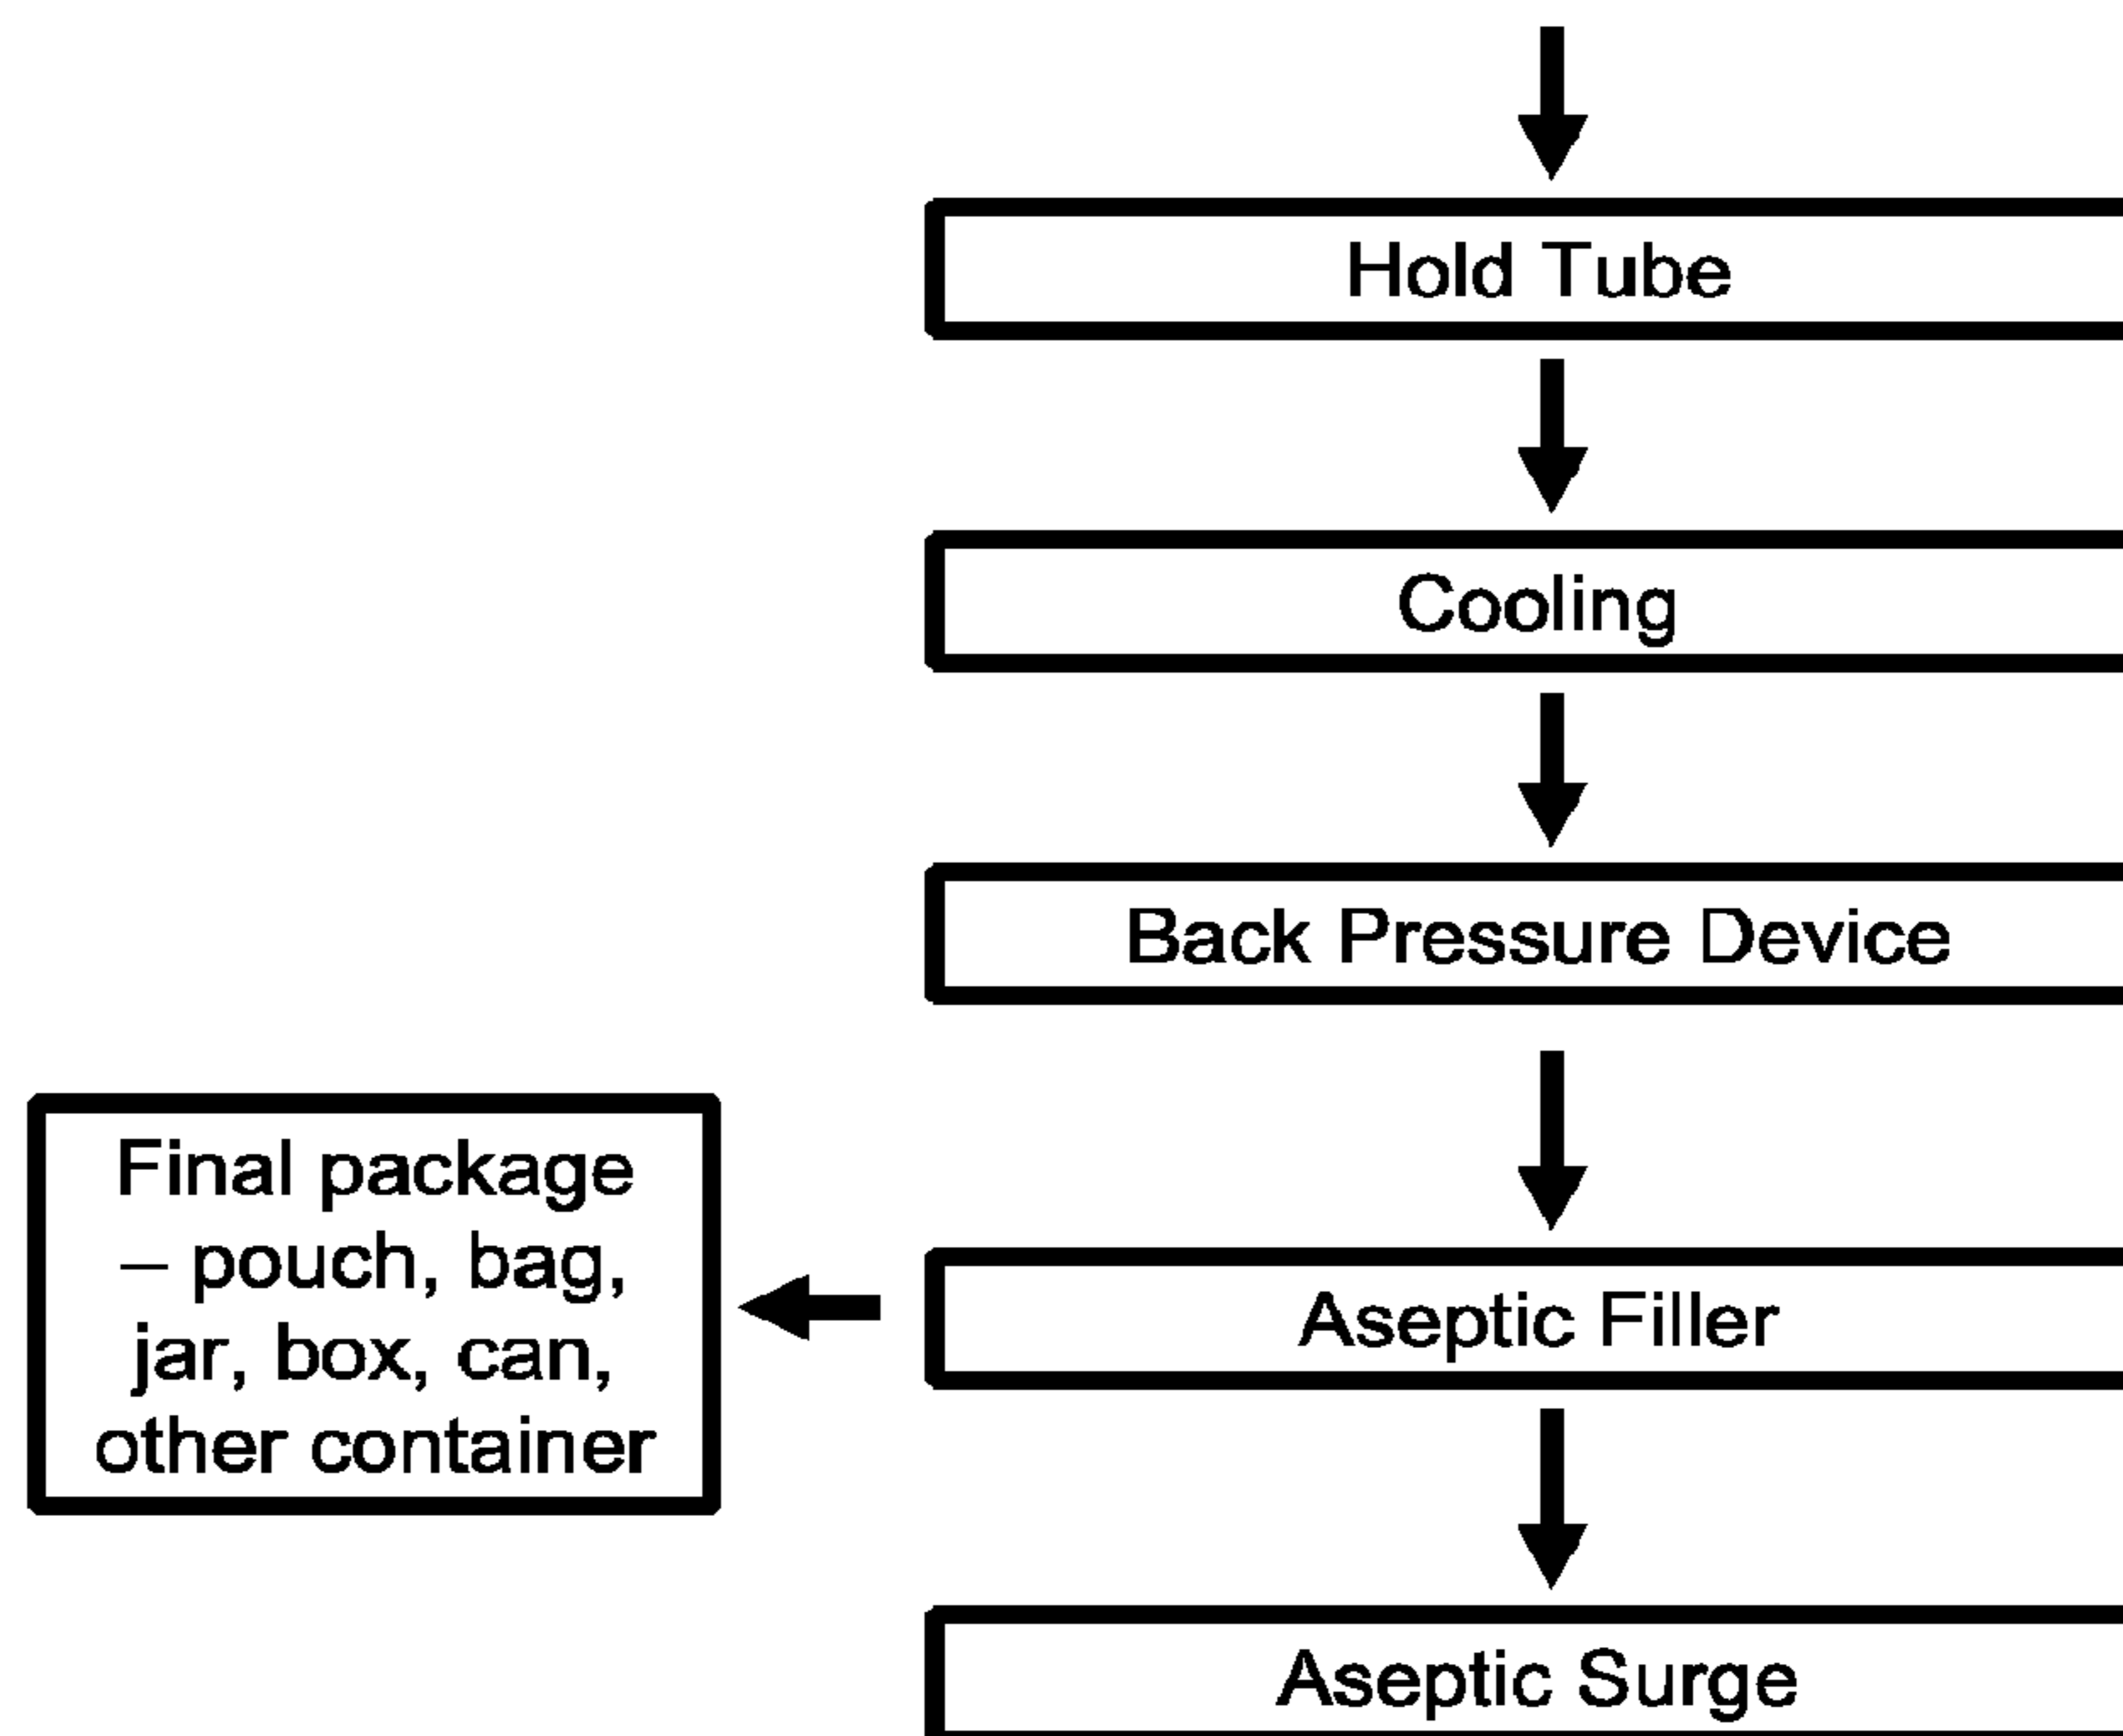 Hold Tube
Cooling
Back Pressure Device
Final package
– pouch, bag,
jar, box, can,
other container
Aseptic Filler
Aseptic Surge